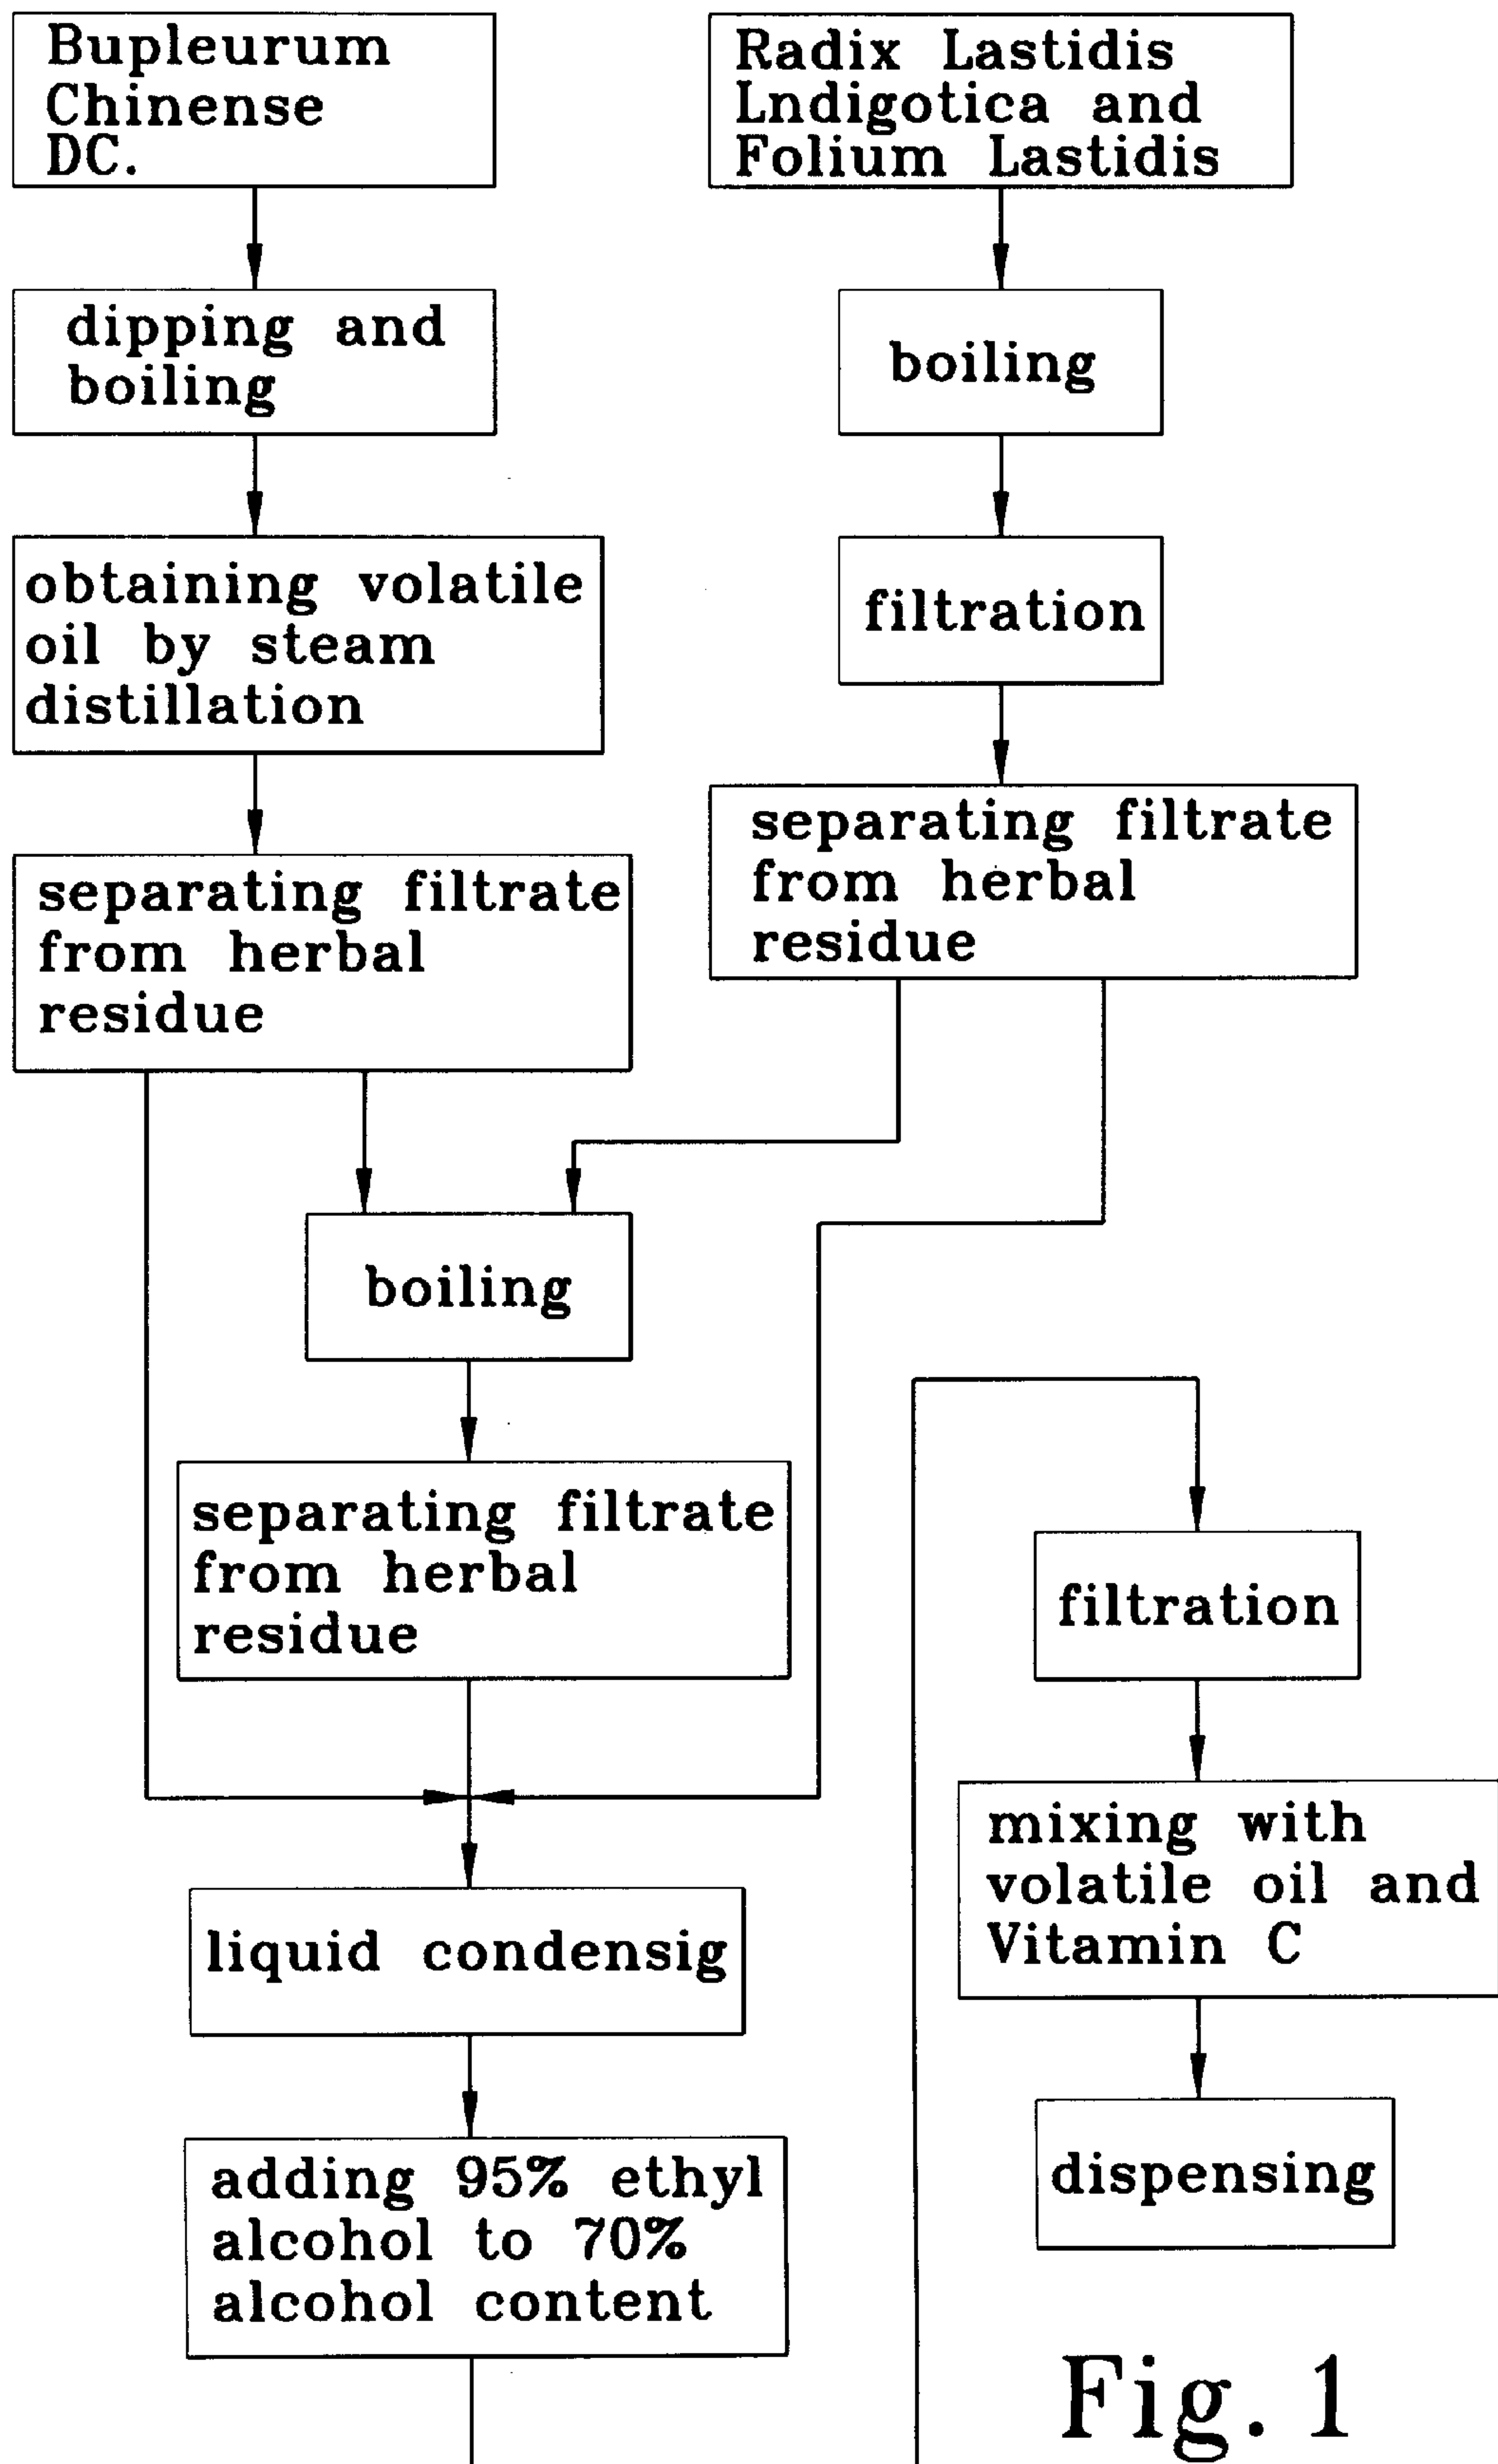 Bupleurum
Chinense
DC.
Radix Lastidis
Lndigotica and
Folium Lastidis
dipping and
boiling
boiling
obtaining volatile
oil by steam
distillation
filtration
separating filtrate
from herbal
residue
separating filtrate
from herbal
residue
boiling
separating filtrate
from herbal
residue
liquid condensig
adding 95% ethyl
alcohol to 70%
alcohol content
filtration
mixing with
volatile oil and
Vitamin C
dispensing
Fig. 1